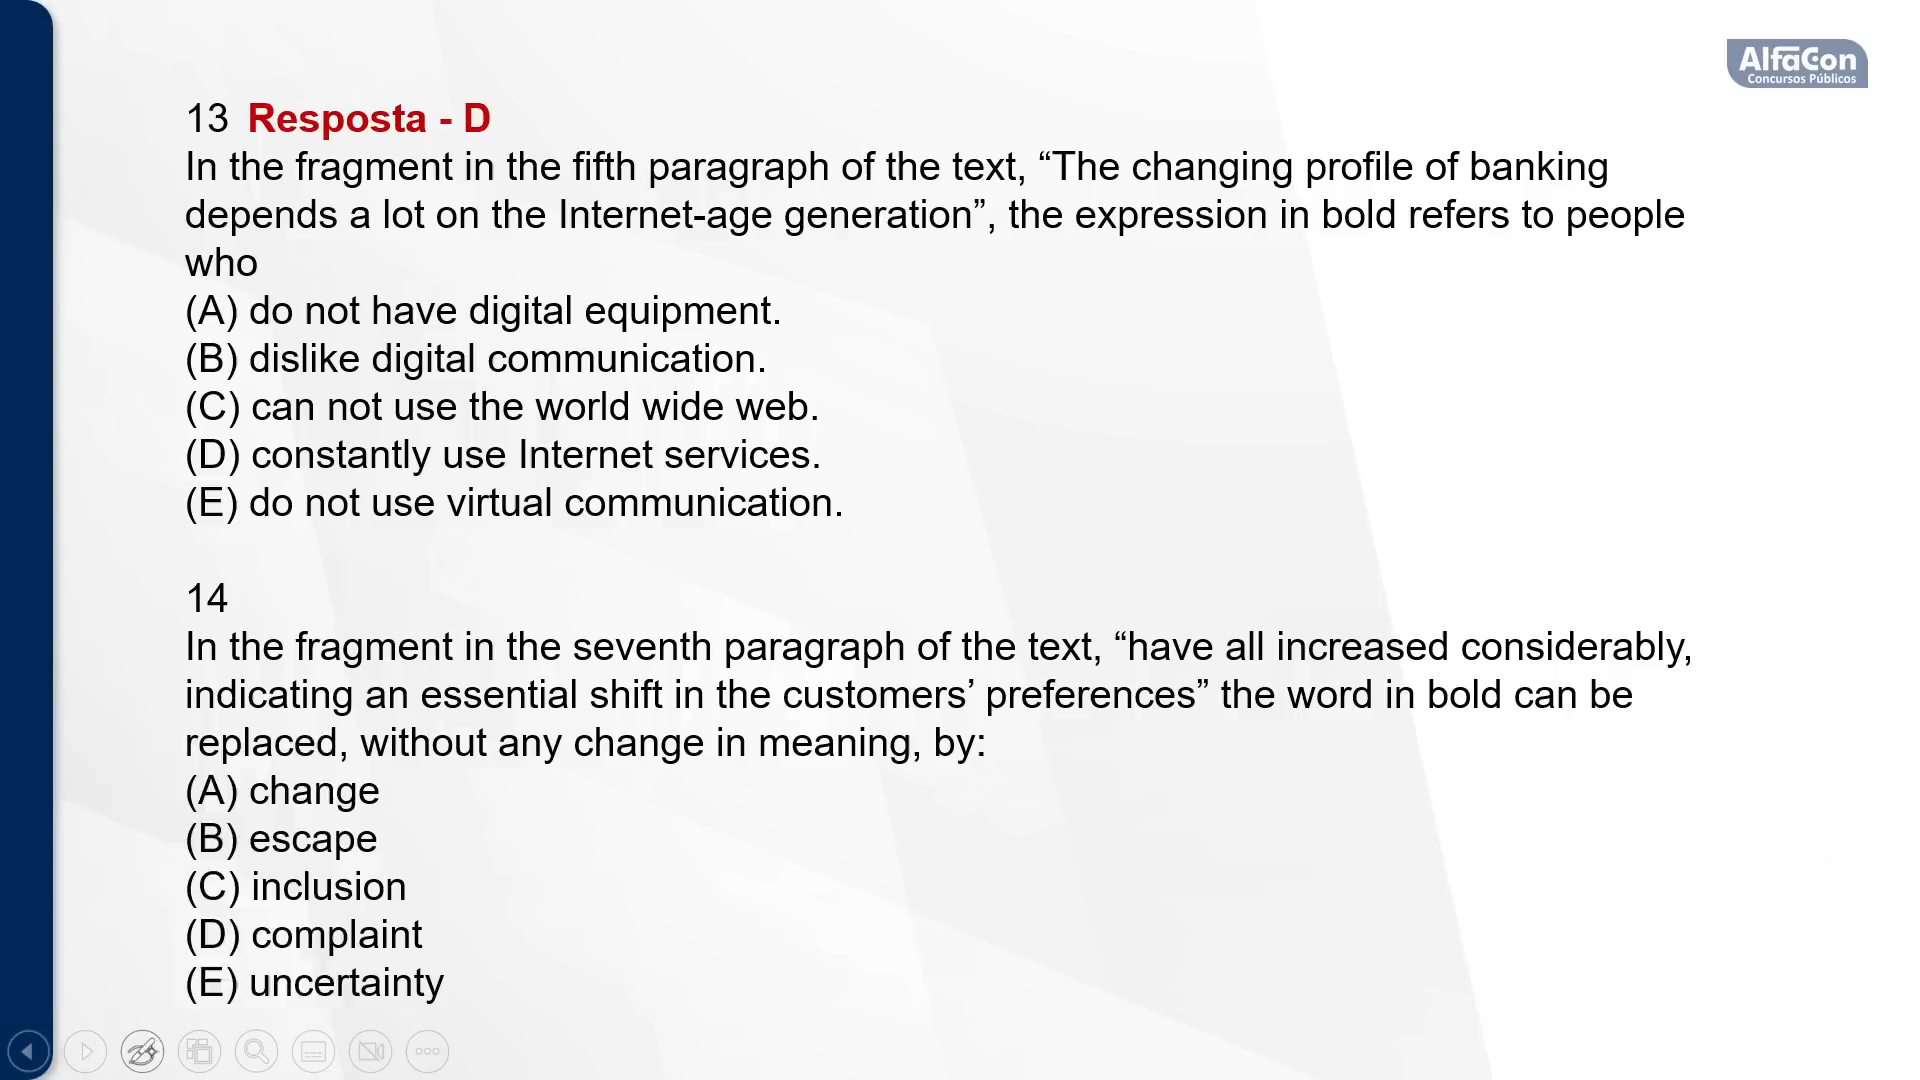 AlfaCon
Concursos Públicos
13 Resposta - D
In the fragment in the fifth paragraph of the text, “The changing profile of banking
depends a lot on the Internet-age generation”, the expression in bold refers to people
who
(A) do not have digital equipment.
(B) dislike digital communication.
(C) can not use the world wide web.
(D) constantly use Internet services.
(E) do not use virtual communication.
14
In the fragment in the seventh paragraph of the text, “have all increased considerably,
indicating an essential shift in the customers’ preferences” the word in bold can be
replaced, without any change in meaning, by:
(A) change
(B) escape
(C) inclusion
(D) complaint
(E) uncertainty